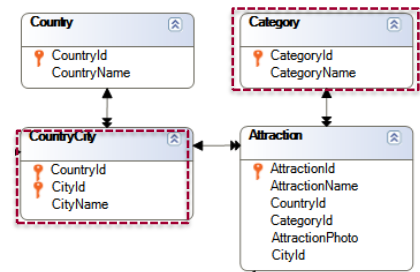 Country
CountryId
CountryName
Category
CategoryId
CategoryName
CountryCity
CountryId
CityId
CityName
Attraction
AttractionId
AttractionName
CountryId
CategoryId
AttractionPhoto
CityId